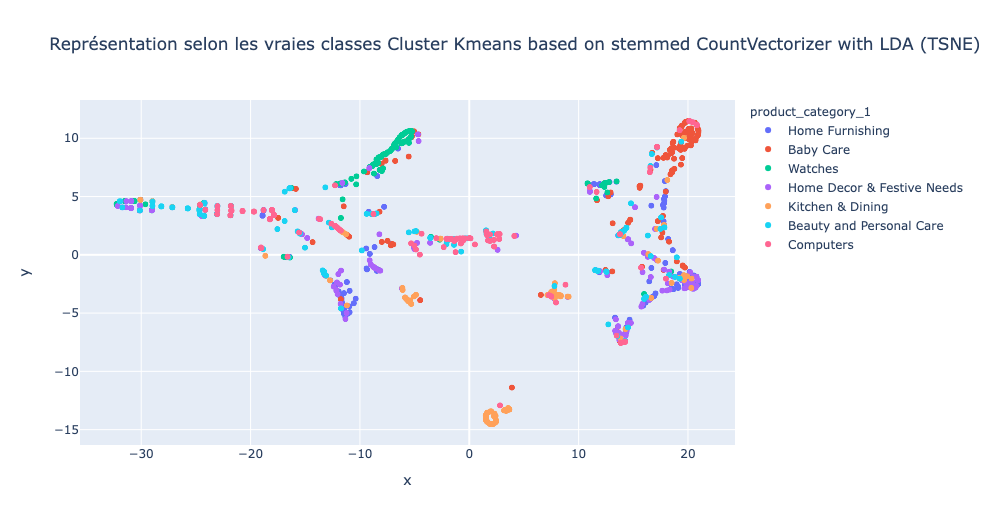 Représentation selon les vraies classes Cluster Kmeans based on stemmed CountVectorizer with LDA (TSNE)
product_category_1
Home Furnishing
Baby Care
Watches
Home Decor & Festive Needs
Kitchen & Dining
Beauty and Personal Care
Computers
10
5
0
−5
−10
−15
y
−30
−20
−10
0
10
20
x